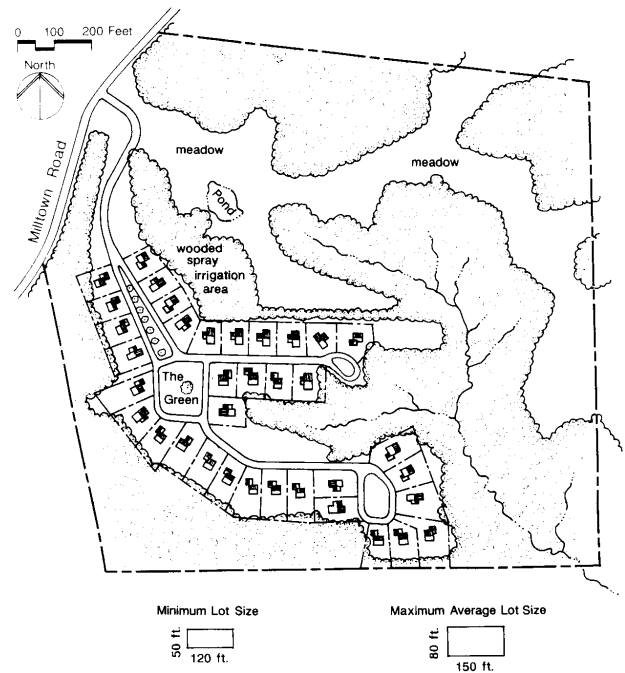 0 100 200 Feet
North
Milltown Road
meadow
meadow
Pond
wooded
spray
irrigation
area
The
Green
Minimum Lot Size
50 ft.
120 ft.
Maximum Average Lot Size
80 ft.
150 ft.